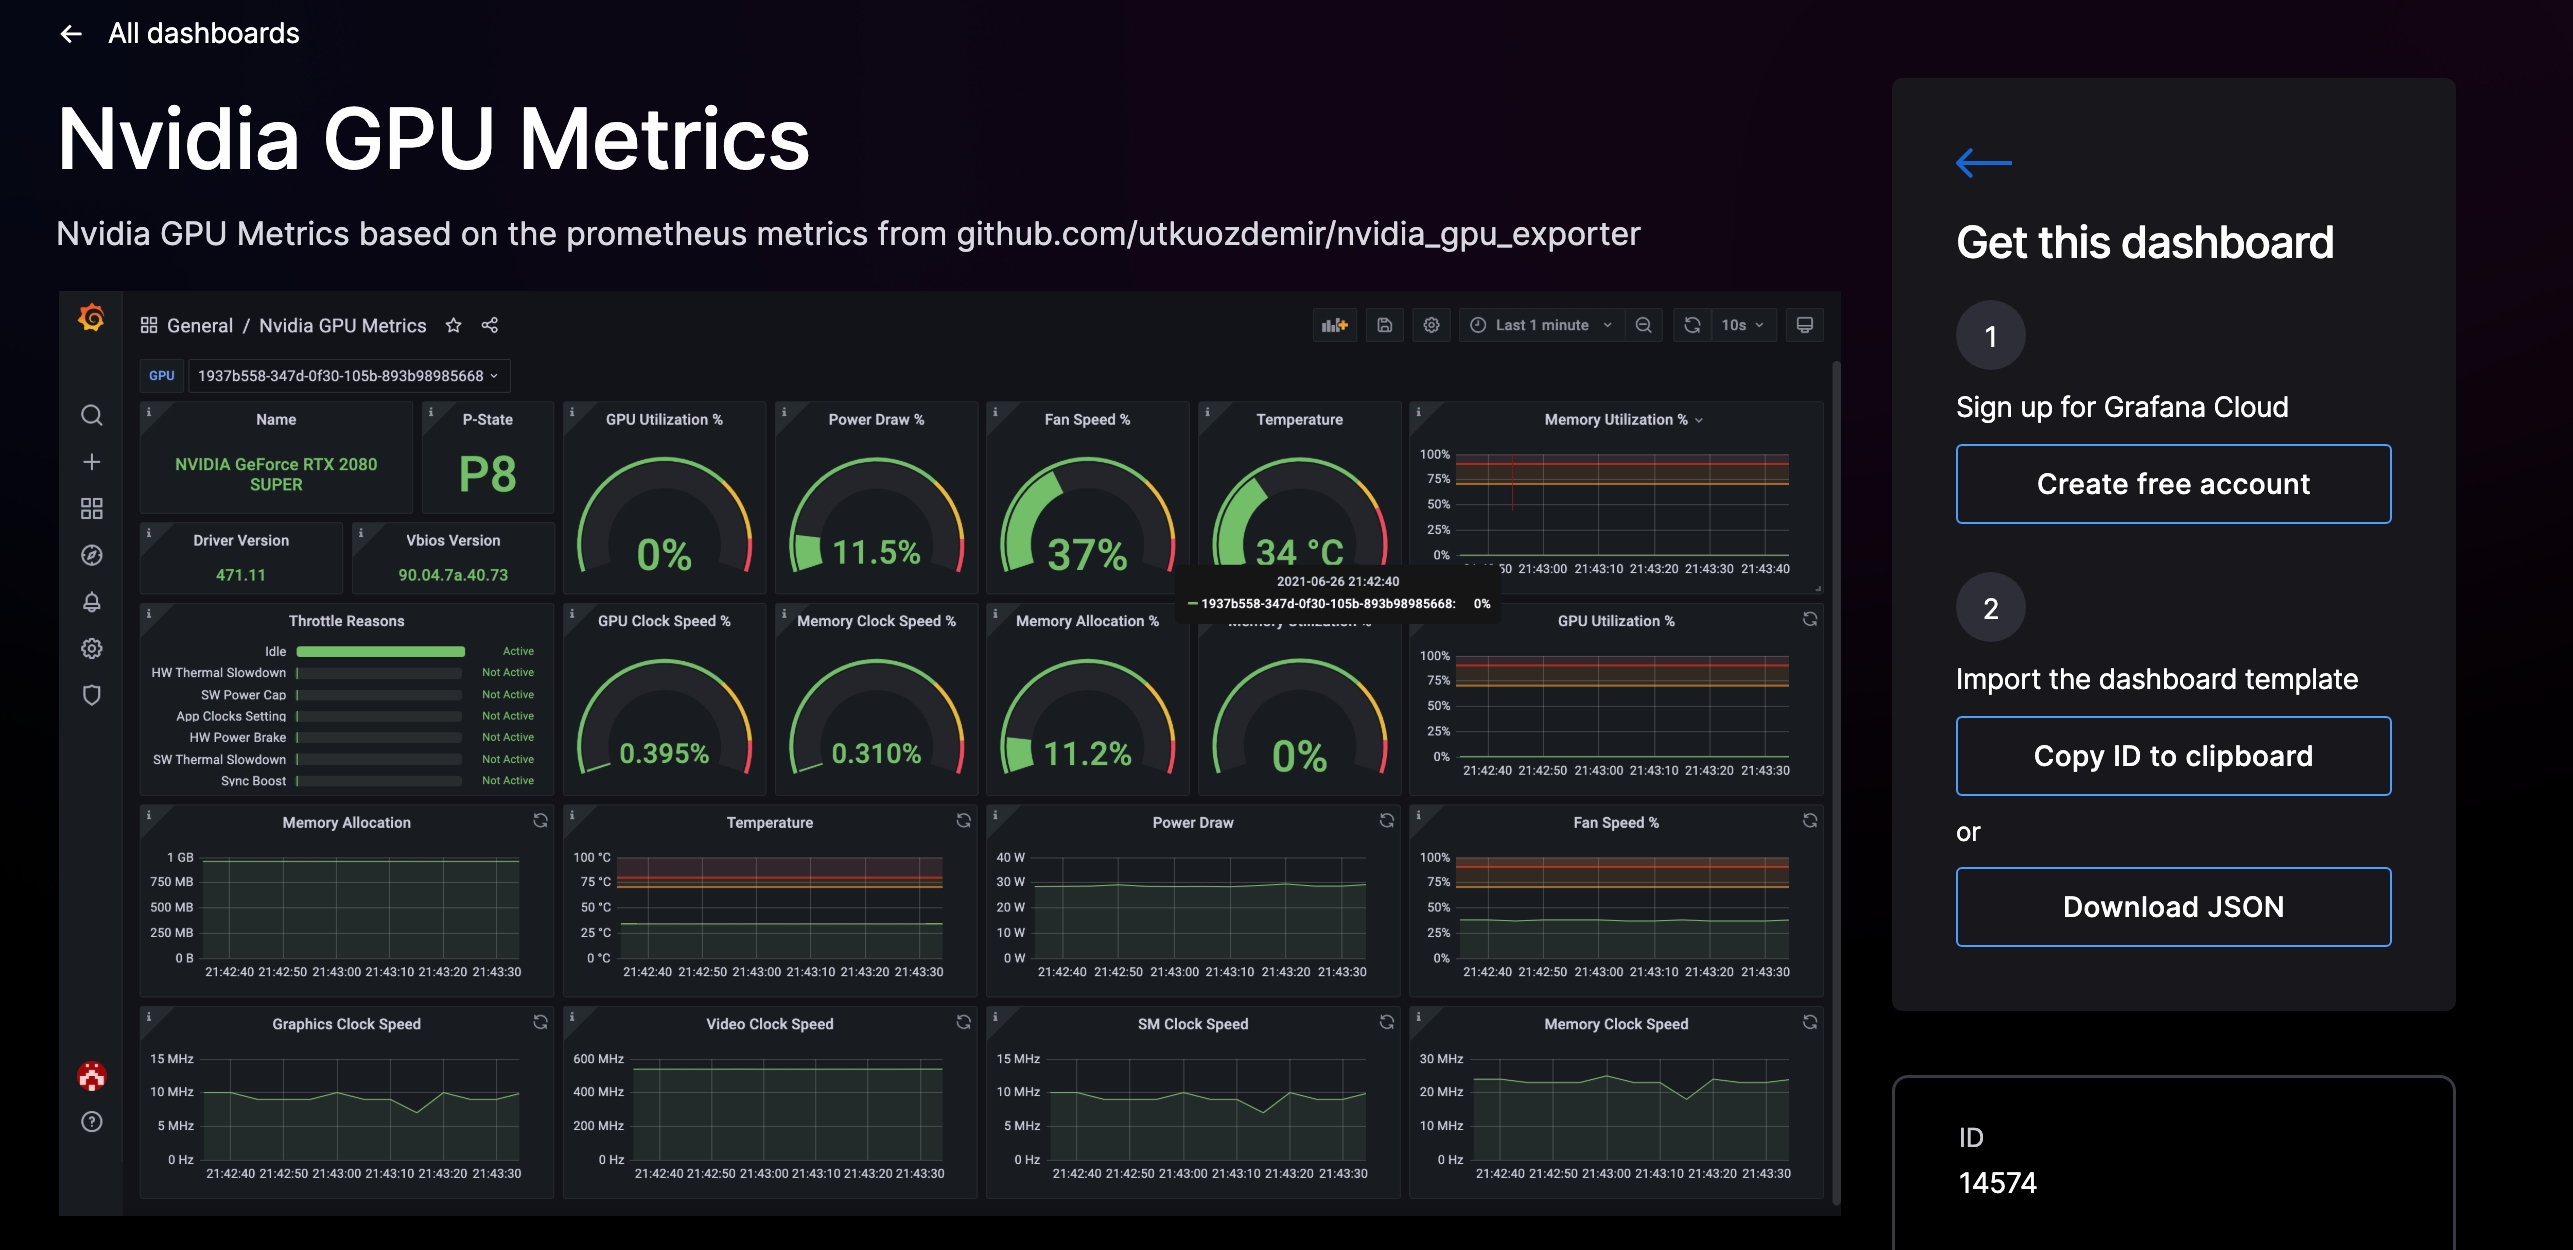 All dashboards
Nvidia GPU Metrics
Nvidia GPU Metrics based on the prometheus metrics from github.com/utkuozdemir/nvidia_gpu_exporter
General / Nvidia GPU Metrics
Last 1 minute
10s
GPU 1937b558-347d-0f30-105b-893b98985668
Name
NVIDIA GeForce RTX 2080
SUPER
P-State
P8
GPU Utilization %
0%
Power Draw %
11.5%
Fan Speed %
37%
Temperature
34 °C
Memory Utilization %
100%
75%
50%
25%
0%
50 21:43:00 21:43:10 21:43:20 21:43:30 21:43:40
Driver Version
471.11
Vbios Version
90.04.7a.40.73
2021-06-26 21:42:40
1937b558-347d-0f30-105b-893b98985668: 0%
Throttle Reasons
Idle Active
HW Thermal Slowdown Not Active
SW Power Cap Not Active
App Clocks Setting Not Active
HW Power Brake Not Active
SW Thermal Slowdown Not Active
Sync Boost Not Active
GPU Clock Speed %
0.395%
Memory Clock Speed %
0.310%
Memory Allocation %
11.2%
Memory Utilization %
0%
GPU Utilization %
100%
75%
50%
25%
0%
21:42:40 21:42:50 21:43:00 21:43:10 21:43:20 21:43:30
Memory Allocation
1 GB
750 MB
500 MB
250 MB
0 B
21:42:40 21:42:50 21:43:00 21:43:10 21:43:20 21:43:30
Temperature
100 °C
75 °C
50 °C
25 °C
0 °C
21:42:40 21:42:50 21:43:00 21:43:10 21:43:20 21:43:30
Power Draw
40 W
30 W
20 W
10 W
0 W
21:42:40 21:42:50 21:43:00 21:43:10 21:43:20 21:43:30
Fan Speed %
100%
75%
50%
25%
0%
21:42:40 21:42:50 21:43:00 21:43:10 21:43:20 21:43:30
Graphics Clock Speed
15 MHz
10 MHz
5 MHz
0 Hz
21:42:40 21:42:50 21:43:00 21:43:10 21:43:20 21:43:30
Video Clock Speed
600 MHz
400 MHz
200 MHz
0 Hz
21:42:40 21:42:50 21:43:00 21:43:10 21:43:20 21:43:30
SM Clock Speed
15 MHz
10 MHz
5 MHz
0 Hz
21:42:40 21:42:50 21:43:00 21:43:10 21:43:20 21:43:30
Memory Clock Speed
30 MHz
20 MHz
10 MHz
0 Hz
21:42:40 21:42:50 21:43:00 21:43:10 21:43:20 21:43:30
Get this dashboard
1
Sign up for Grafana Cloud
Create free account
2
Import the dashboard template
Copy ID to clipboard
or
Download JSON
ID
14574